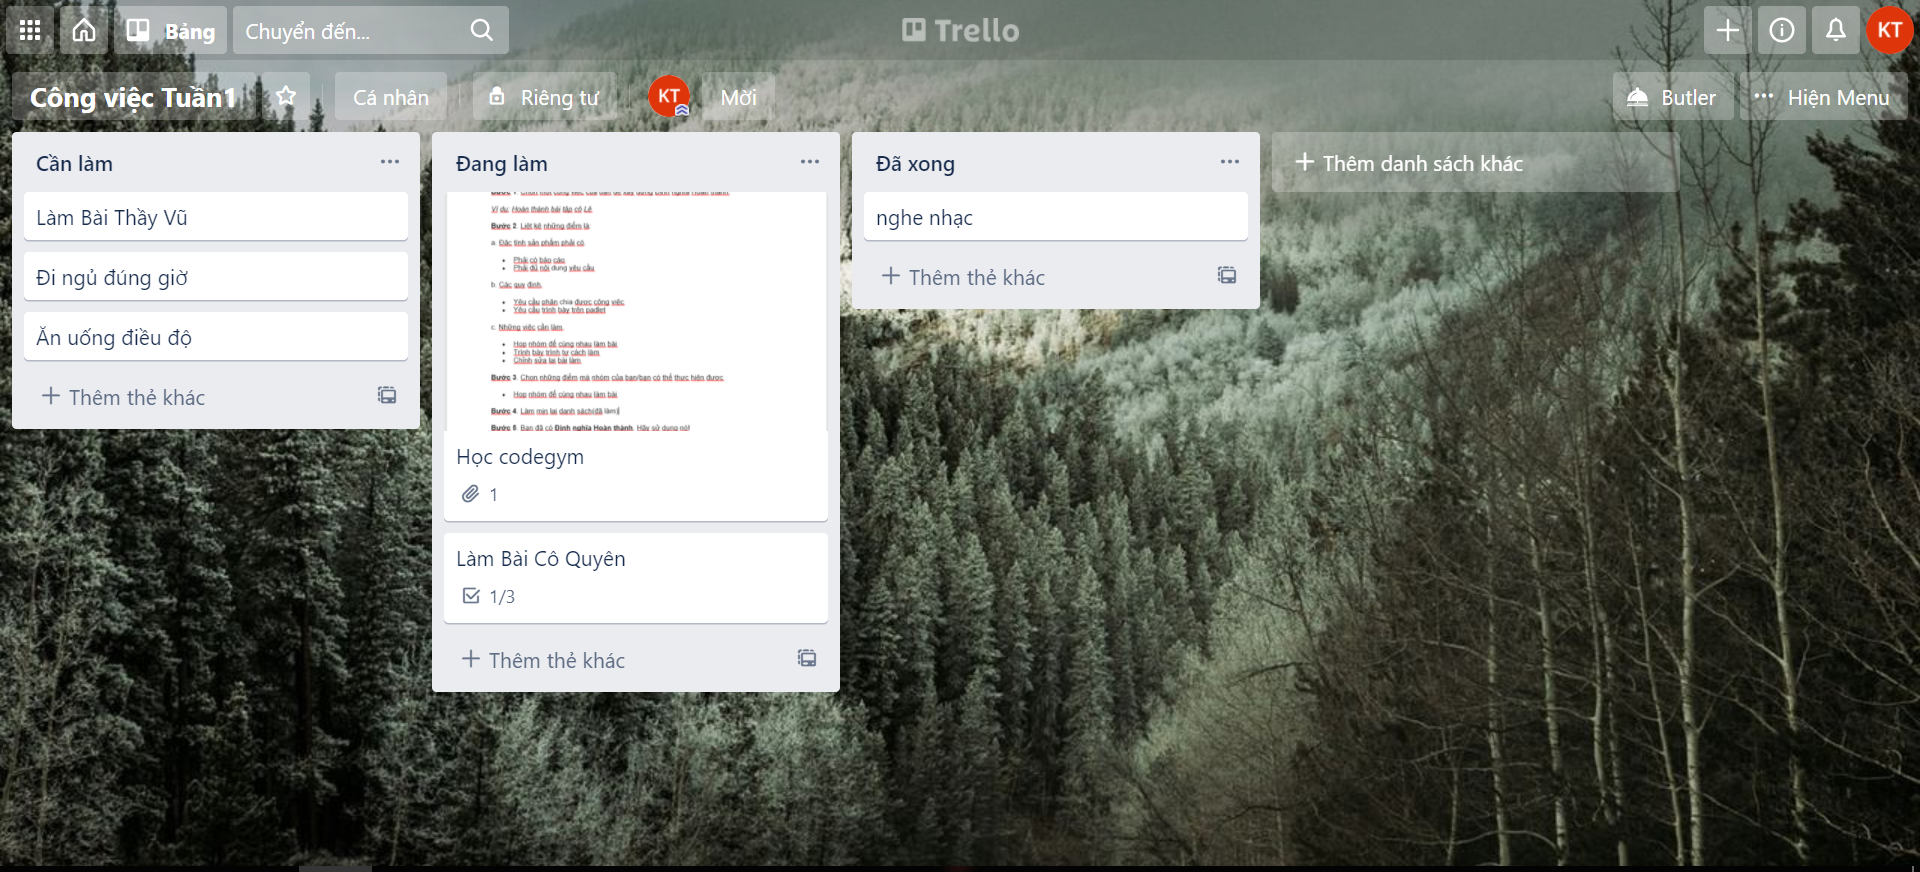 Bảng
Chuyển đến...
Trello
KT
Công việc Tuần1
Cá nhân
Riêng tư
KT
Mời
Butler
Hiện Menu
Cần làm
Làm Bài Thầy Vũ
Đi ngủ đúng giờ
Ăn uống điều độ
Thêm thẻ khác
Đang làm
Ví dụ: Hoàn thành bài tập cô Lê
Bước 2. Liệt kê những điểm là
a. Đặc tính sản phẩm phải có
Phải có báo cáo
Phải đủ nội dung yêu cầu
b. Các quy định.
Yêu cầu phân chia được công việc
Yêu cầu trình bày trên padlet
c. Những việc cần làm.
Họp nhóm để cùng nhau làm bài
Trình bày trình tự cách làm
Chỉnh sửa lại bài làm
Bước 3. Chọn những điểm mà nhóm của bạn/bạn có thể thực hiện được.
Họp nhóm để cùng nhau làm bài
Bước 4. Làm mịn lại danh sách(đã làm)
Bước 5. Bạn đã có Định nghĩa Hoàn thành. Hãy sử dụng nó!
Học codegym
1
Làm Bài Cô Quyên
1/3
Thêm thẻ khác
Đã xong
nghe nhạc
Thêm thẻ khác
Thêm danh sách khác